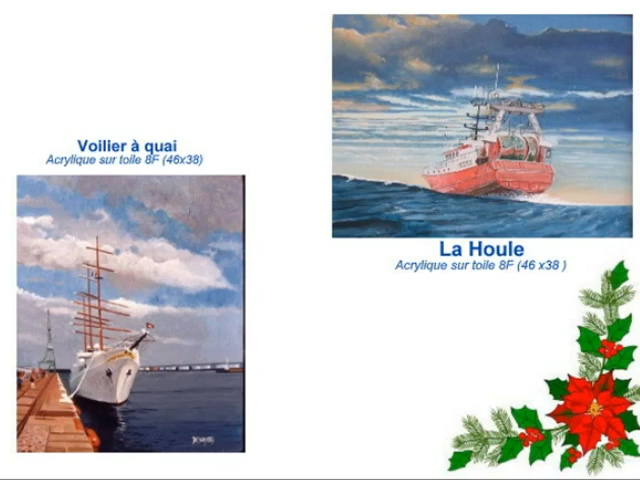 Voilier à quai
Acrylique sur toile 8F (46x38)
La Houle
Acrylique sur toile 8F (46 x38 )